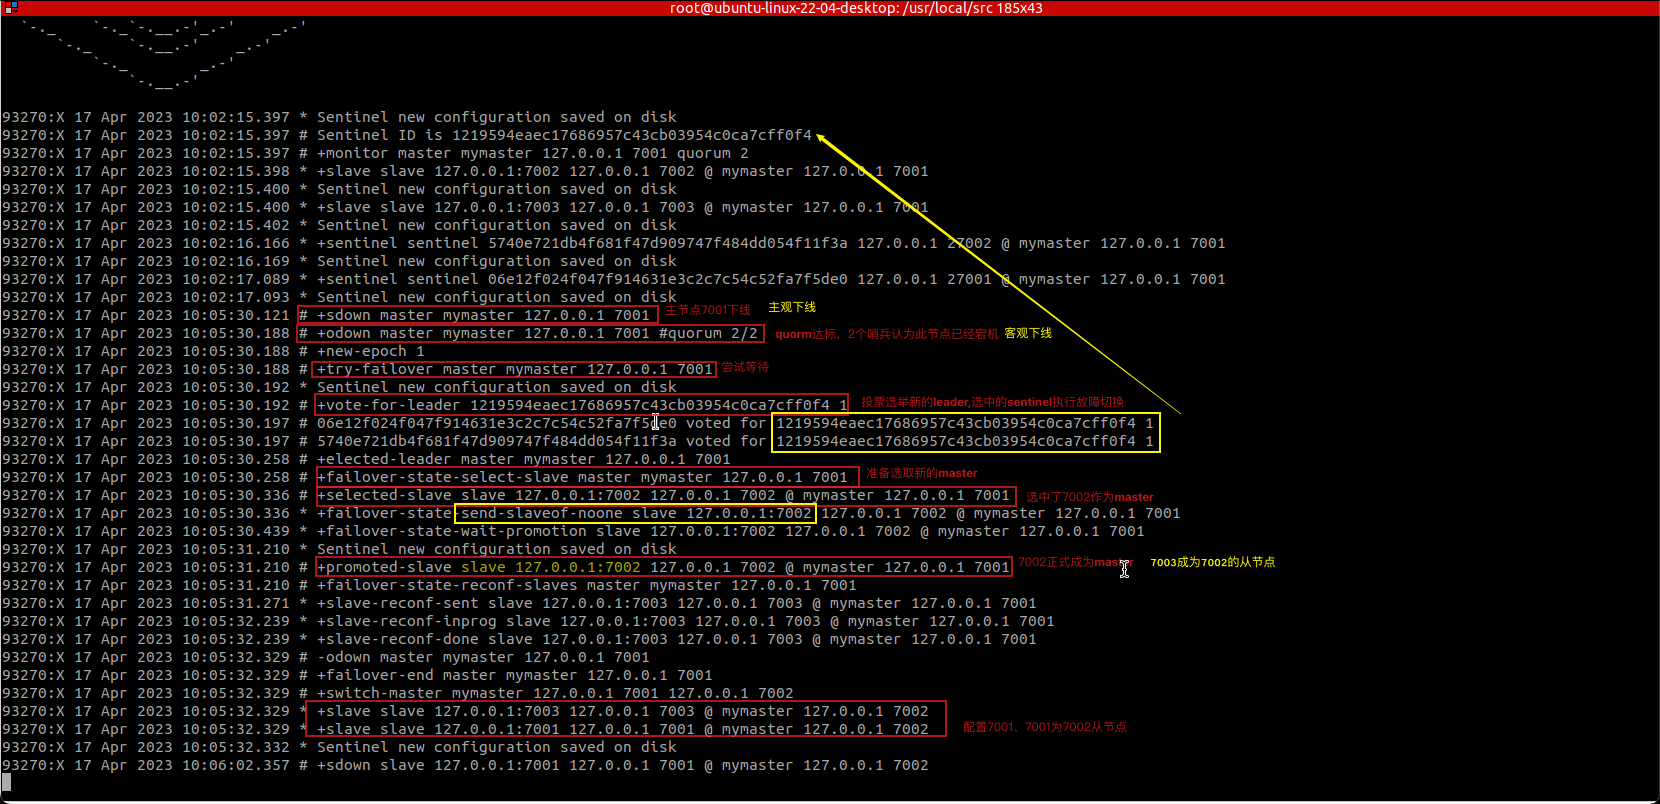 root@ubuntu-linux-22-04-desktop: /usr/local/src 185x43
93270:X 17 Apr 2023 10:02:15.397 * Sentinel new configuration saved on disk
93270:X 17 Apr 2023 10:02:15.397 # Sentinel ID is 1219594eaec17686957c43cb03954c0ca7cff0f4
93270:X 17 Apr 2023 10:02:15.397 # +monitor master mymaster 127.0.0.1 7001 quorum 2
93270:X 17 Apr 2023 10:02:15.398 * +slave slave 127.0.0.1:7002 127.0.0.1 7002 @ mymaster 127.0.0.1 7001
93270:X 17 Apr 2023 10:02:15.400 * Sentinel new configuration saved on disk
93270:X 17 Apr 2023 10:02:15.400 * +slave slave 127.0.0.1:7003 127.0.0.1 7003 @ mymaster 127.0.0.1 7001
93270:X 17 Apr 2023 10:02:15.402 * Sentinel new configuration saved on disk
93270:X 17 Apr 2023 10:02:16.166 * +sentinel sentinel 5740e721db4f681f47d909747f484dd054f11f3a 127.0.0.1 27002 @ mymaster 127.0.0.1 7001
93270:X 17 Apr 2023 10:02:16.169 * Sentinel new configuration saved on disk
93270:X 17 Apr 2023 10:02:17.089 * +sentinel sentinel 06e12f024f047f914631e3c2c7c54c52fa7f5de0 127.0.0.1 27001 @ mymaster 127.0.0.1 7001
93270:X 17 Apr 2023 10:02:17.093 * Sentinel new configuration saved on disk
93270:X 17 Apr 2023 10:05:30.121 # +sdown master mymaster 127.0.0.1 7001 主节点7001下线 主观下线
93270:X 17 Apr 2023 10:05:30.188 # +odown master mymaster 127.0.0.1 7001 #quorum 2/2 quorm达标，2个哨兵认为此节点已经宕机 客观下线
93270:X 17 Apr 2023 10:05:30.188 # +new-epoch 1
93270:X 17 Apr 2023 10:05:30.188 # +try-failover master mymaster 127.0.0.1 7001 尝试等待
93270:X 17 Apr 2023 10:05:30.192 * Sentinel new configuration saved on disk
93270:X 17 Apr 2023 10:05:30.192 # +vote-for-leader 1219594eaec17686957c43cb03954c0ca7cff0f4 1 投票选举新的leader,选中的sentinel执行故障切换
93270:X 17 Apr 2023 10:05:30.197 # 06e12f024f047f914631e3c2c7c54c52fa7f5de0 voted for 1219594eaec17686957c43cb03954c0ca7cff0f4 1
93270:X 17 Apr 2023 10:05:30.197 # 5740e721db4f681f47d909747f484dd054f11f3a voted for 1219594eaec17686957c43cb03954c0ca7cff0f4 1
93270:X 17 Apr 2023 10:05:30.258 # +elected-leader master mymaster 127.0.0.1 7001
93270:X 17 Apr 2023 10:05:30.258 # +failover-state-select-slave master mymaster 127.0.0.1 7001 准备选取新的master
93270:X 17 Apr 2023 10:05:30.336 # +selected-slave slave 127.0.0.1:7002 127.0.0.1 7002 @ mymaster 127.0.0.1 7001 选中了7002作为master
93270:X 17 Apr 2023 10:05:30.336 * +failover-state-send-slaveof-noone slave 127.0.0.1:7002 127.0.0.1 7002 @ mymaster 127.0.0.1 7001
93270:X 17 Apr 2023 10:05:30.439 * +failover-state-wait-promotion slave 127.0.0.1:7002 127.0.0.1 7002 @ mymaster 127.0.0.1 7001
93270:X 17 Apr 2023 10:05:31.210 * Sentinel new configuration saved on disk
93270:X 17 Apr 2023 10:05:31.210 # +promoted-slave slave 127.0.0.1:7002 127.0.0.1 7002 @ mymaster 127.0.0.1 7001 7002正式成为master 7003成为7002的从节点
93270:X 17 Apr 2023 10:05:31.210 # +failover-state-reconf-slaves master mymaster 127.0.0.1 7001
93270:X 17 Apr 2023 10:05:31.271 * +slave-reconf-sent slave 127.0.0.1:7003 127.0.0.1 7003 @ mymaster 127.0.0.1 7001
93270:X 17 Apr 2023 10:05:32.239 * +slave-reconf-inprog slave 127.0.0.1:7003 127.0.0.1 7003 @ mymaster 127.0.0.1 7001
93270:X 17 Apr 2023 10:05:32.239 * +slave-reconf-done slave 127.0.0.1:7003 127.0.0.1 7003 @ mymaster 127.0.0.1 7001
93270:X 17 Apr 2023 10:05:32.329 # -odown master mymaster 127.0.0.1 7001
93270:X 17 Apr 2023 10:05:32.329 # +failover-end master mymaster 127.0.0.1 7001
93270:X 17 Apr 2023 10:05:32.329 # +switch-master mymaster 127.0.0.1 7001 127.0.0.1 7002
93270:X 17 Apr 2023 10:05:32.329 * +slave slave 127.0.0.1:7003 127.0.0.1 7003 @ mymaster 127.0.0.1 7002
93270:X 17 Apr 2023 10:05:32.329 * +slave slave 127.0.0.1:7001 127.0.0.1 7001 @ mymaster 127.0.0.1 7002 配置7001、7001为7002从节点
93270:X 17 Apr 2023 10:05:32.332 * Sentinel new configuration saved on disk
93270:X 17 Apr 2023 10:06:02.357 # +sdown slave 127.0.0.1:7001 127.0.0.1 7001 @ mymaster 127.0.0.1 7002